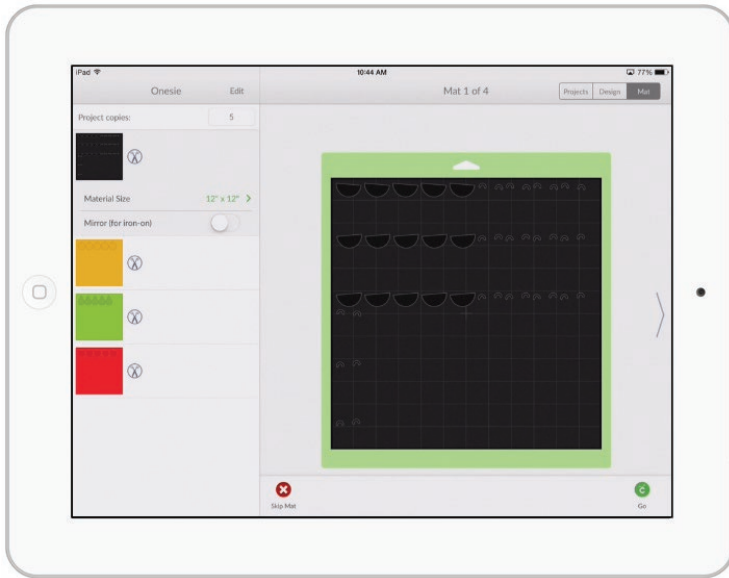 iPad
10:44 AM
77%
Onesie
Edit
Mat 1 of 4
Projects
Design
Mat
Project copies:
5
Material Size
12" x 12"
Mirror (for iron-on)
Skip Mat
Go